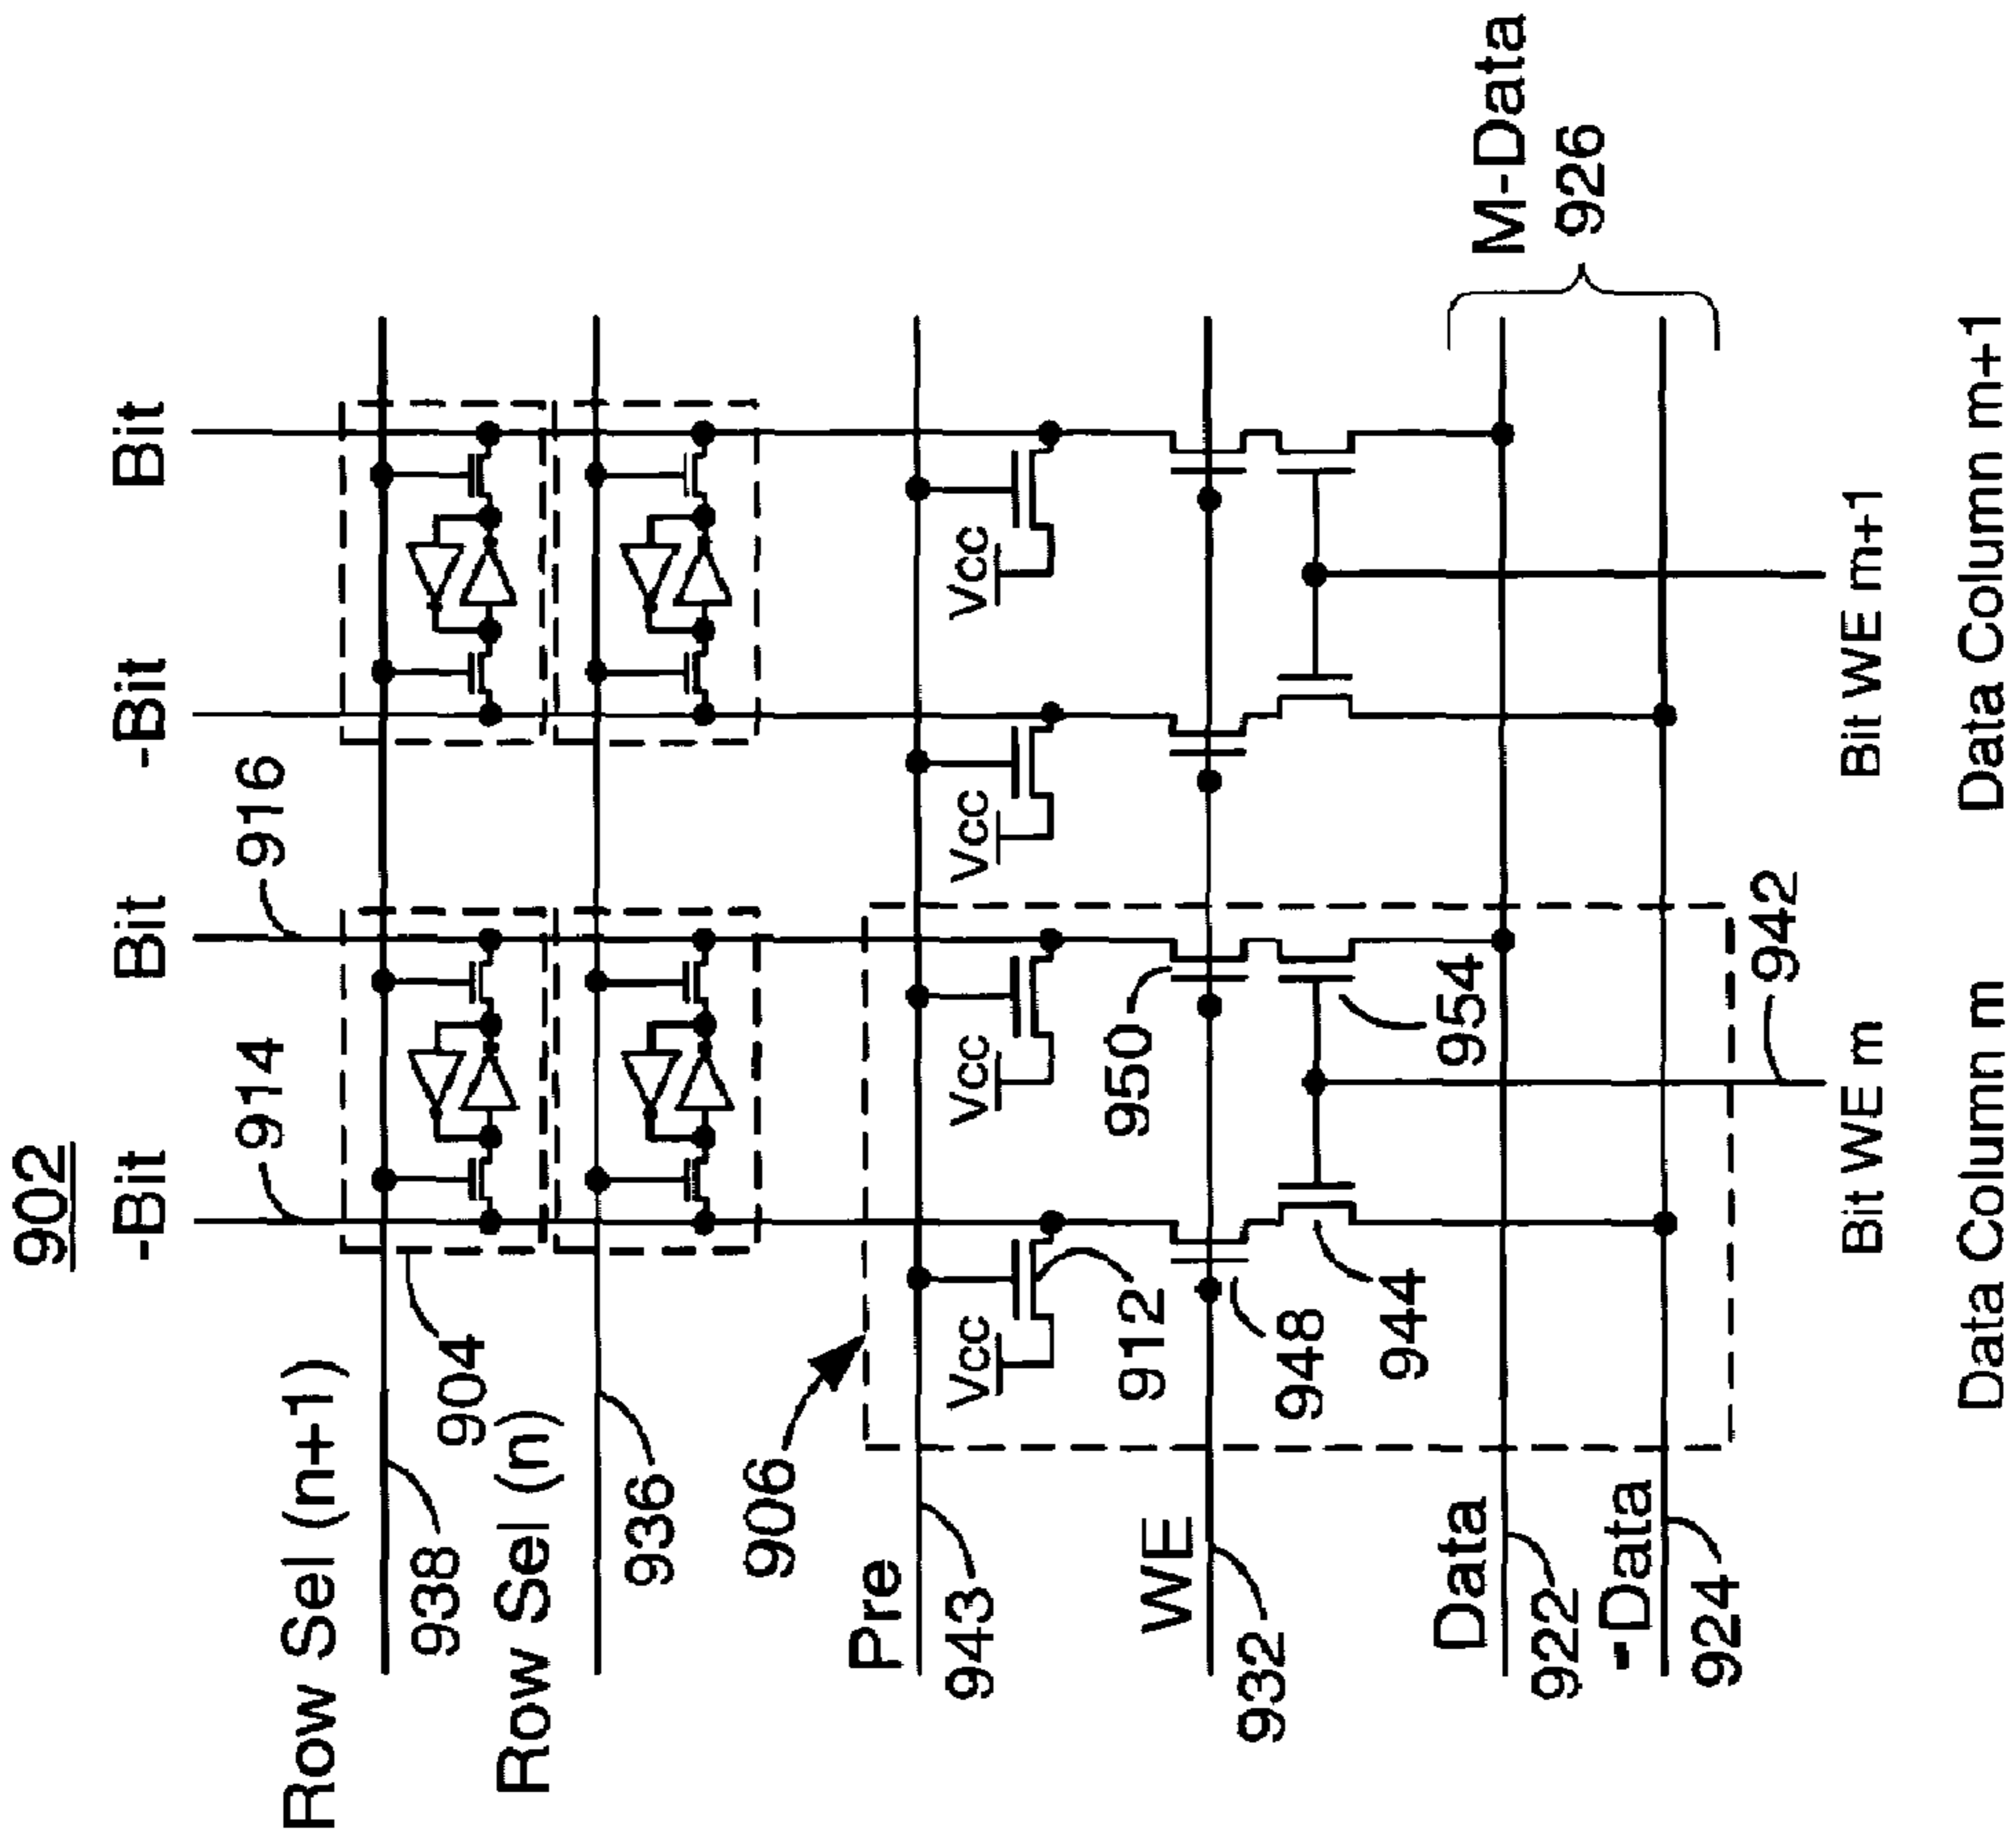 902
-Bit
Bit
-Bit
Bit
914
916
Row Sel (n+1)
938
904
Row Sel (n)
936
906
Pre
943
Vcc
Vcc
Vcc
Vcc
912
950
WE
932
948
944
954
Data
922
-Data
924
M-Data
926
942
Bit WE m
Bit WE m+1
Data Column m
Data Column m+1